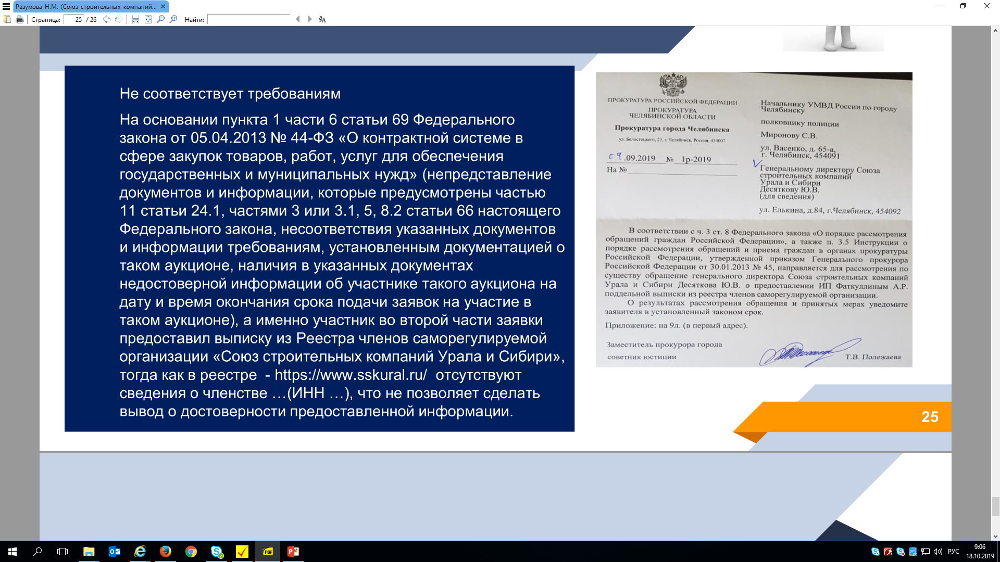 Разумова Н.М. (Союз строительных компаний...
Страница: 25 / 26 Найти:
Не соответствует требованиям
На основании пункта 1 части 6 статьи 69 Федерального
закона от 05.04.2013 № 44-ФЗ «О контрактной системе в
сфере закупок товаров, работ, услуг для обеспечения
государственных и муниципальных нужд» (непредставление
документов и информации, которые предусмотрены частью
11 статьи 24.1, частями 3 или 3.1, 5, 8.2 статьи 66 настоящего
Федерального закона, несоответствия указанных документов
и информации требованиям, установленным документацией о
таком аукционе, наличия в указанных документах
недостоверной информации об участнике такого аукциона на
дату и время окончания срока подачи заявок на участие в
таком аукционе), а именно участник во второй части заявки
предоставил выписку из Реестра членов саморегулируемой
организации «Союз строительных компаний Урала и Сибири»,
тогда как в реестре - https://www.sskural.ru/ отсутствуют
сведения о членстве …(ИНН …), что не позволяет сделать
вывод о достоверности предоставленной информации.
ПРОКУРАТУРА РОССИЙСКОЙ ФЕДЕРАЦИИ
ПРОКУРАТУРА
ЧЕЛЯБИНСКОЙ ОБЛАСТИ
Прокуратура города Челябинска
ул. Белостоцкого, 23, г. Челябинск, Россия, 454007
04.09.2019 № 1р-2019
На №
Начальнику УМВД России по городу
Челябинску
полковнику полиции
Миронову С.В.
ул. Васенко, д. 65-а,
г. Челябинск, 454091
Генеральному директору Союза
строительных компаний
Урала и Сибири
Десяткову Ю.В.
(для сведения)
ул. Елькина, д.84, г.Челябинск, 454092
В соответствии с ч. 3 ст. 8 Федерального закона «О порядке рассмотрения
обращений граждан Российской Федерации», а также п. 3.5 Инструкции о
порядке рассмотрения обращений и приема граждан в органах прокуратуры
Российской Федерации, утвержденной приказом Генерального прокурора
Российской Федерации от 30.01.2013 № 45, направляется для рассмотрения по
существу обращение генерального директора Союза строительных компаний
Урала и Сибири Десяткова Ю.В. о предоставлении ИП Фаткуллиным А.Р.
поддельной выписки из реестра членов саморегулируемой организации.
О результатах рассмотрения обращения и принятых мерах уведомите
заявителя в установленный законом срок.
Приложение: на 9л. (в первый адрес).
Заместитель прокурора города
советник юстиции Т.В. Полежаева
25
РУС
9:06
18.10.2019